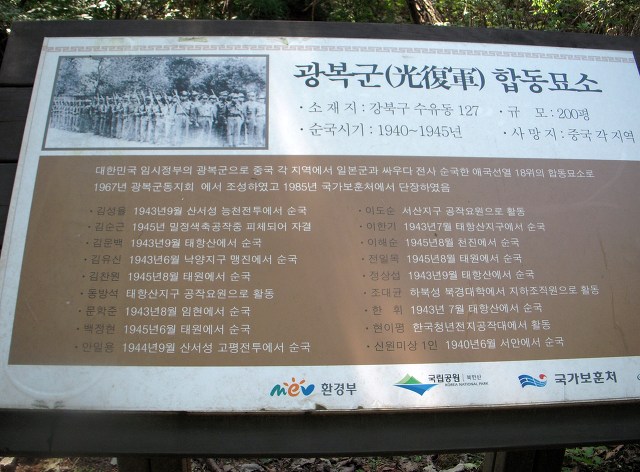 광복군(光復軍) 합동묘소
· 소 재 지 : 강북구 수유동 127 · 규 모 : 200평
· 순국시기 : 1940~1945년 · 사 망 지 : 중국 각 지역
대한민국 임시정부의 광복군으로 중국 각 지역에서 일본군과 싸우다 전사 순국한 애국선열 18위의 합동묘소로
1967년 광복군동지회 에서 조성하였고 1985년 국가보훈처에서 단장하였음
· 김성률 1943년9월 산서성 능천전투에서 순국
· 김순근 1945년 밀정색축공작중 피체되어 자결
· 김운백 1943년9월 태항산에서 순국
· 김유신 1943년6월 낙양지구 맹진에서 순국
· 김찬원 1945년8월 태원에서 순국
· 동방석 태항산지구 공작요원으로 활동
· 문학준 1943년8월 임현에서 순국
· 백정현 1945년6월 태원에서 순국
· 안일용 1944년9월 산서성 고평전투에서 순국
· 이도순 서산지구 공작요원으로 활동
· 이한기 1943년7월 태항산지구에서 순국
· 이해순 1945년8월 천진에서 순국
· 전일묵 1945년8월 태원에서 순국
· 정상섭 1943년9월 태항산에서 순국
· 조대균 하북성 북경대학에서 지하조직원으로 활동
· 한 휘 1943년 7월 태항산에서 순국
· 현이평 한국청년전지공작대에서 활동
· 신원미상 1인 1940년6월 서안에서 순국
mev 환경부
국립공원 북한산
KOREA NATIONAL PARK
국가보훈처